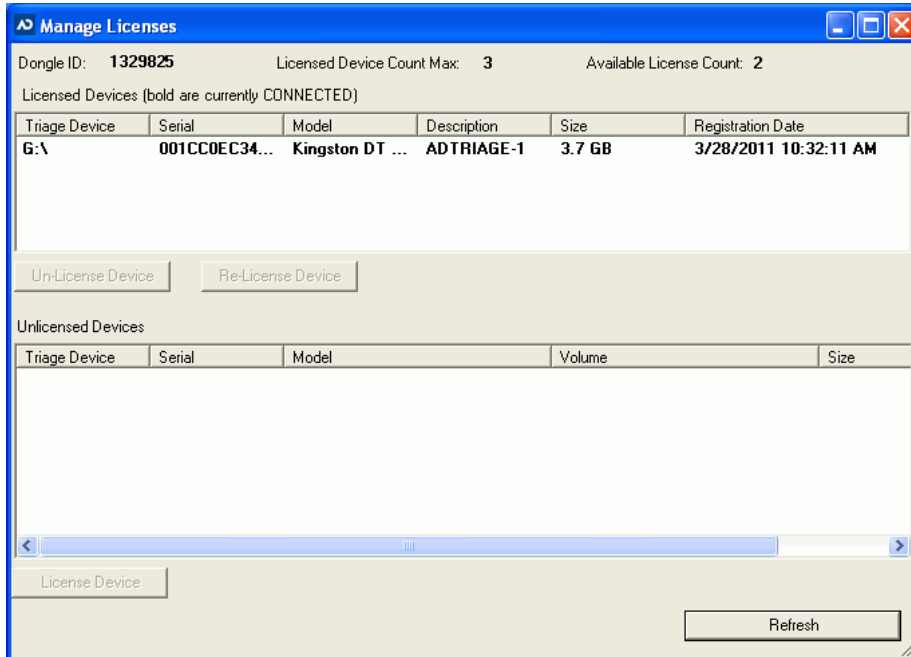 Manage Licenses
Dongle ID: 1329825 Licensed Device Count Max: 3 Available License Count: 2
Licensed Devices (bold are currently CONNECTED)
Triage Device Serial Model Description Size Registration Date
G:\ 001CC0EC34... Kingston DT ... ADTRIAGE-1 3.7 GB 3/28/2011 10:32:11 AM
Un-License Device Re-License Device
Unlicensed Devices
Triage Device Serial Model Volume Size
License Device
Refresh